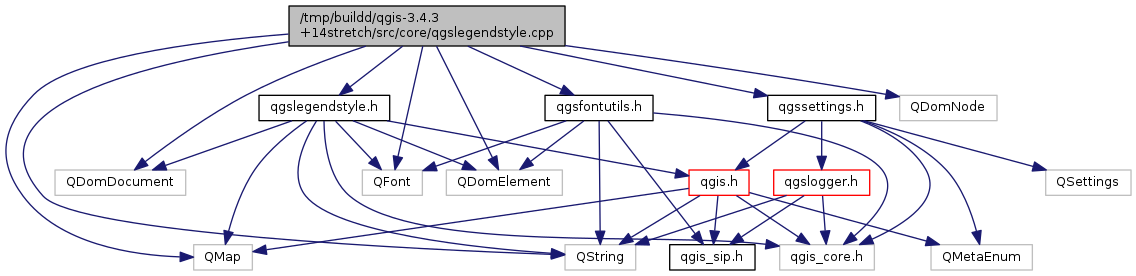 /tmp/buildd/qgis-3.4.3
+14stretch/src/core/qgslegendstyle.cpp
qgslegendstyle.h
qgsfontutils.h
qgssettings.h
QDomNode
QDomDocument
QFont
QDomElement
qgis.h
qgslogger.h
QSettings
QMap
QString
qgis_sip.h
qgis_core.h
QMetaEnum